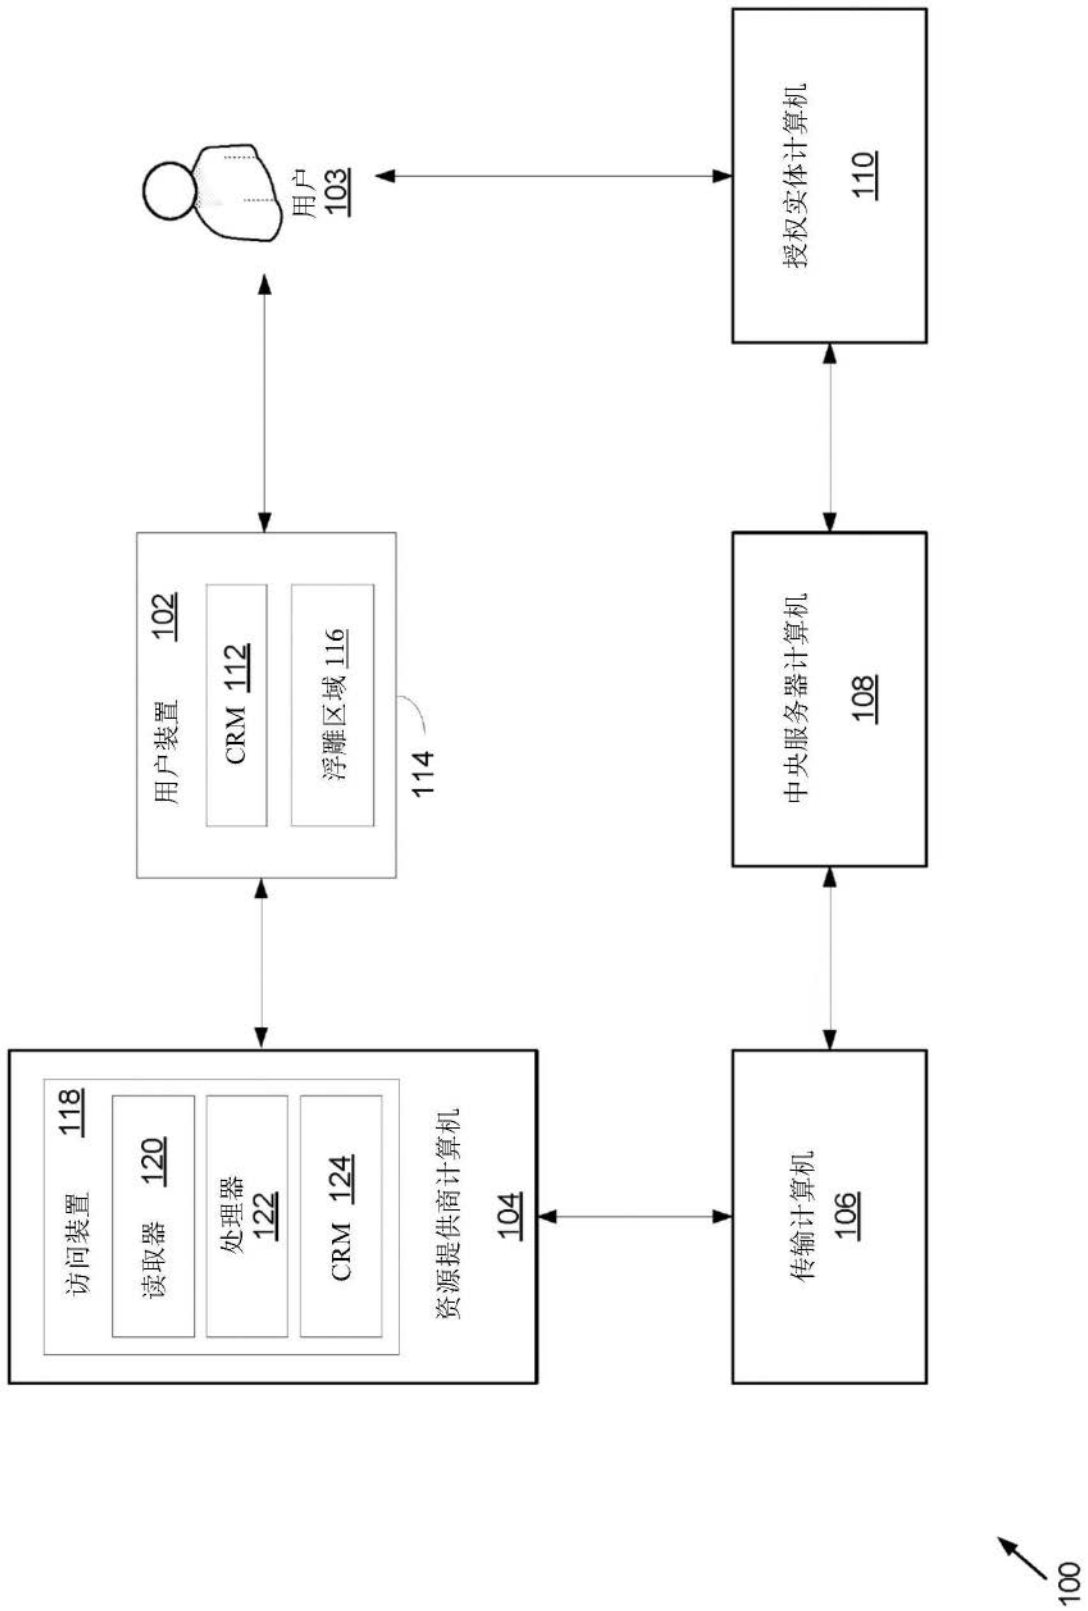 访问装置 118
读取器 120
处理器
122
CRM 124
资源提供商计算机
104
用户装置 102
CRM 112
浮雕区域 116
114
用户
103
传输计算机
106
中央服务器计算机
108
授权实体计算机
110
100